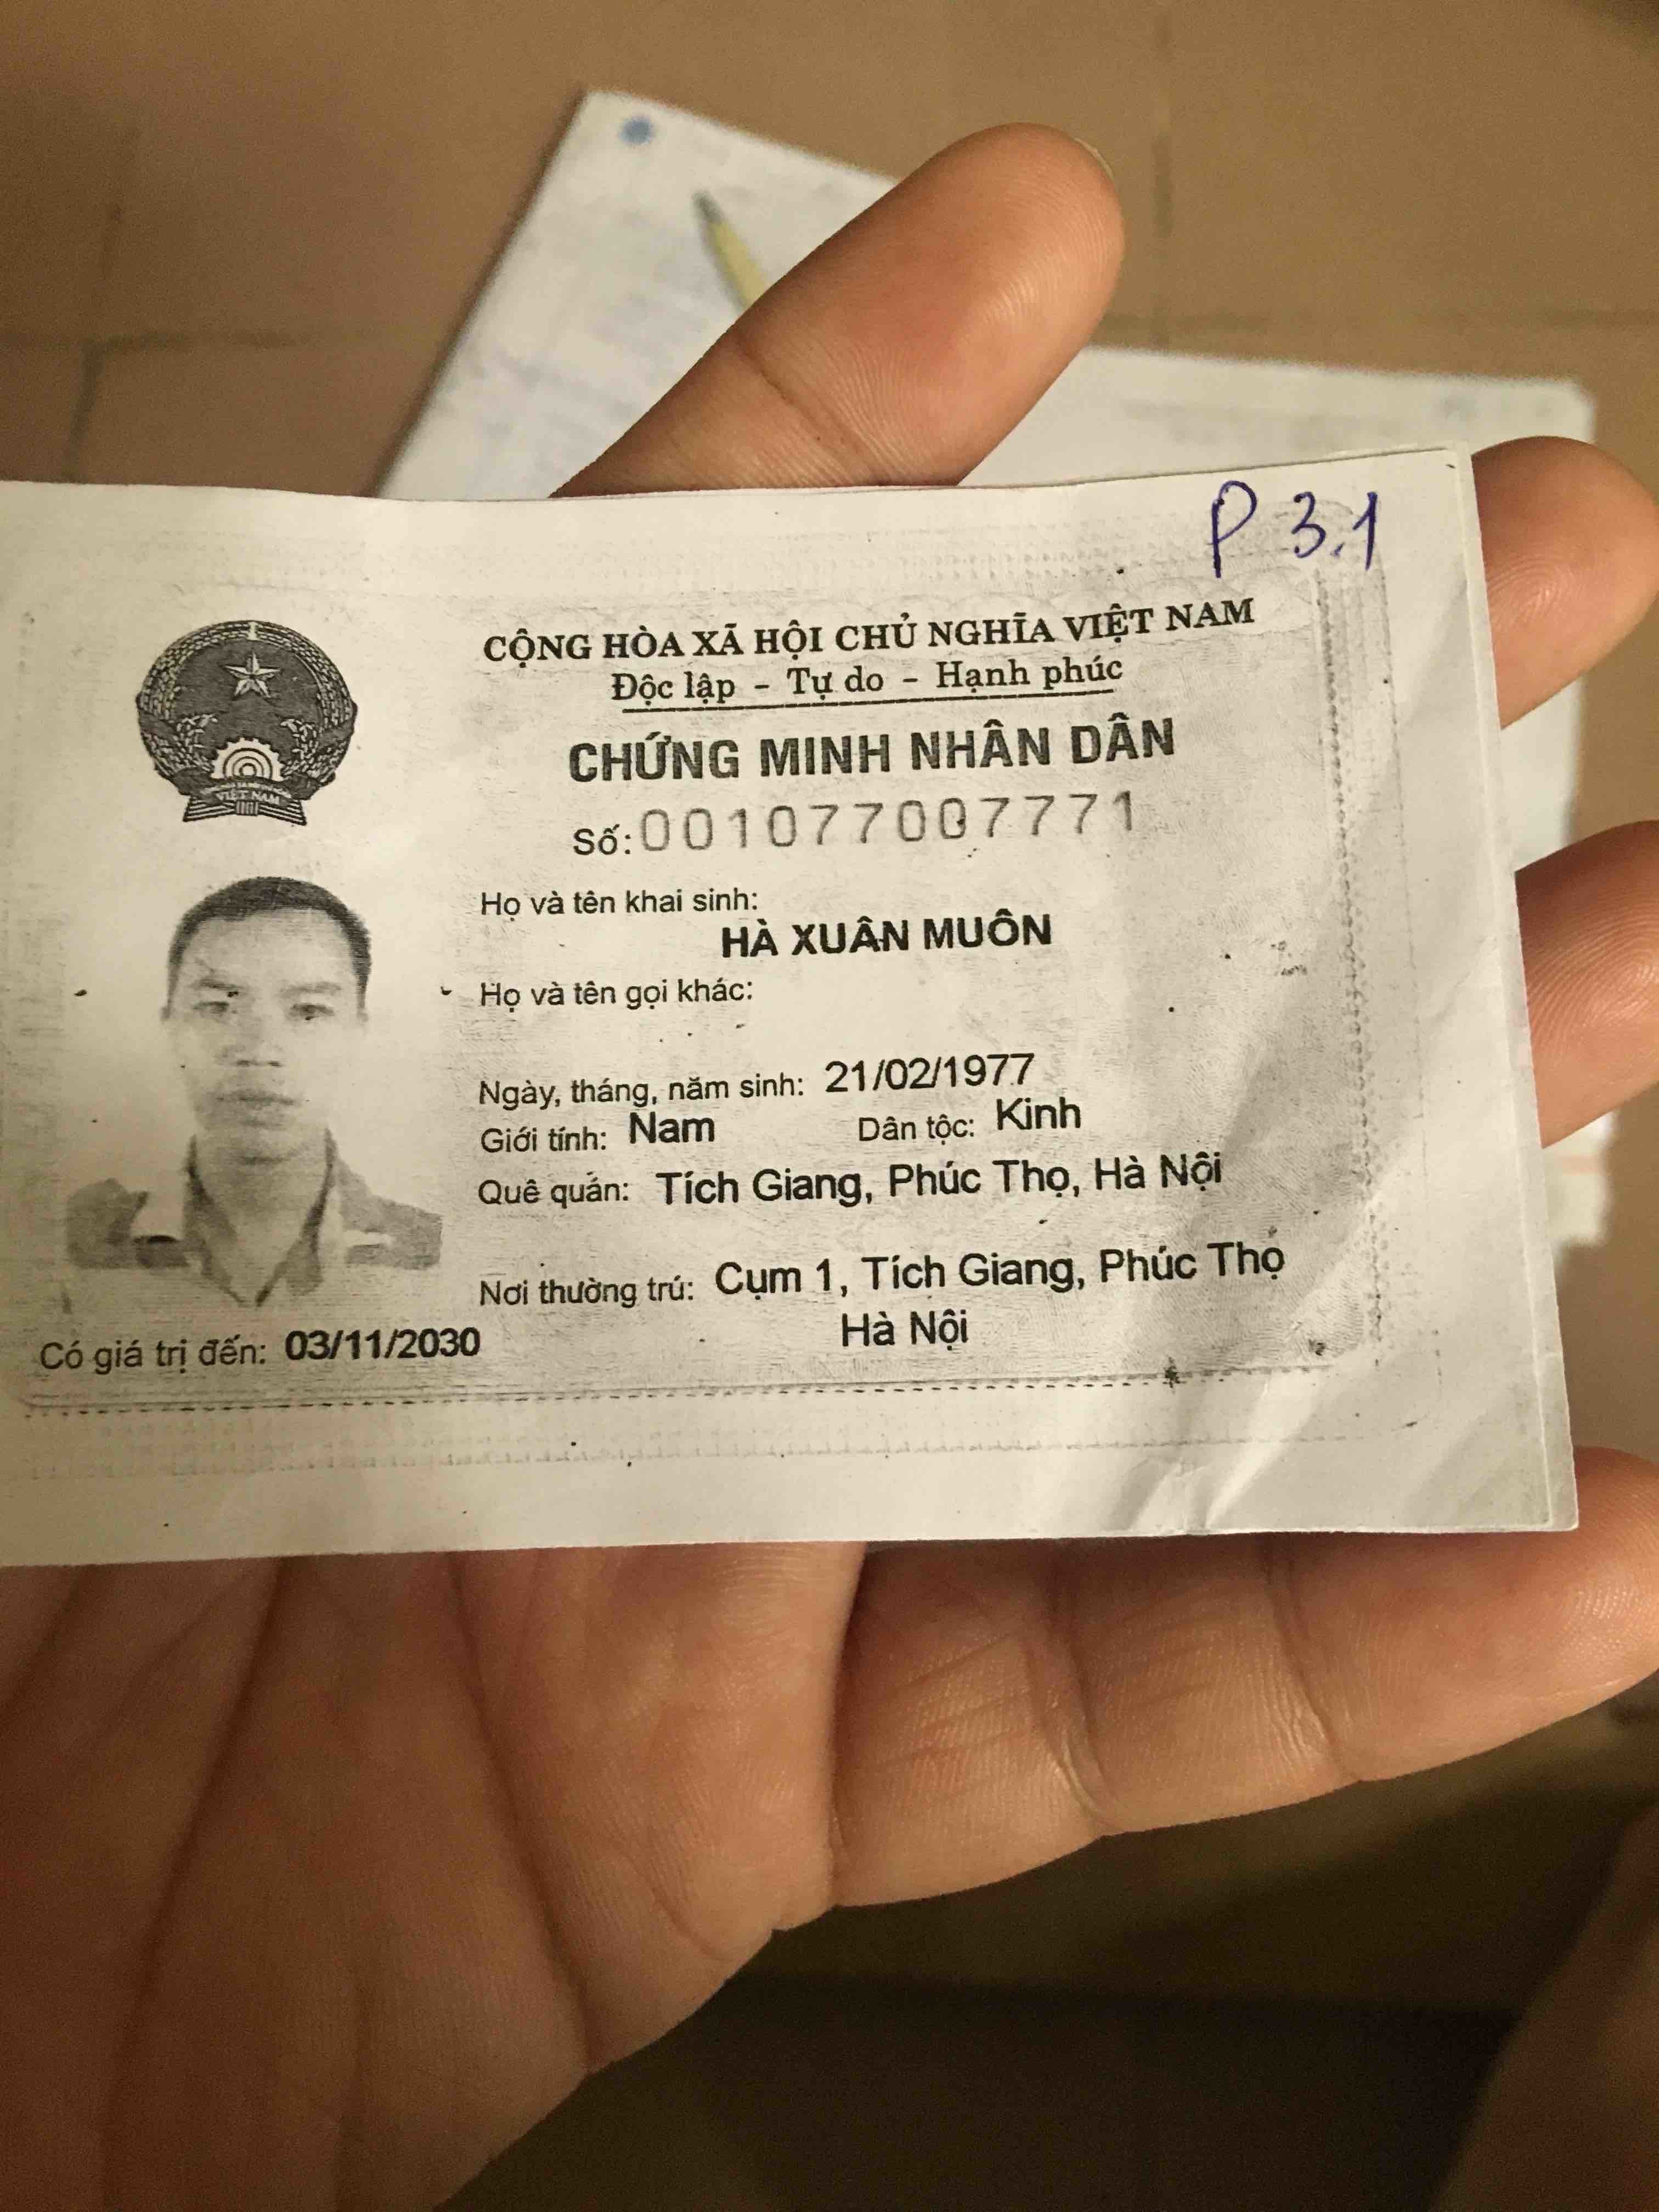 P 3.1
CỘNG HÒA XÃ HỘI CHỦ NGHĨA VIỆT NAM
Độc lập - Tự do - Hạnh phúc
CHỨNG MINH NHÂN DÂN
Số: 001077007771
Họ và tên khai sinh:
HÀ XUÂN MUÔN
Họ và tên gọi khác:
Ngày, tháng, năm sinh: 21/02/1977
Giới tính: Nam Dân tộc: Kinh
Quê quán: Tích Giang, Phúc Thọ, Hà Nội
Nơi thường trú: Cụm 1, Tích Giang, Phúc Thọ
Hà Nội
Có giá trị đến: 03/11/2030
VIỆT NAM